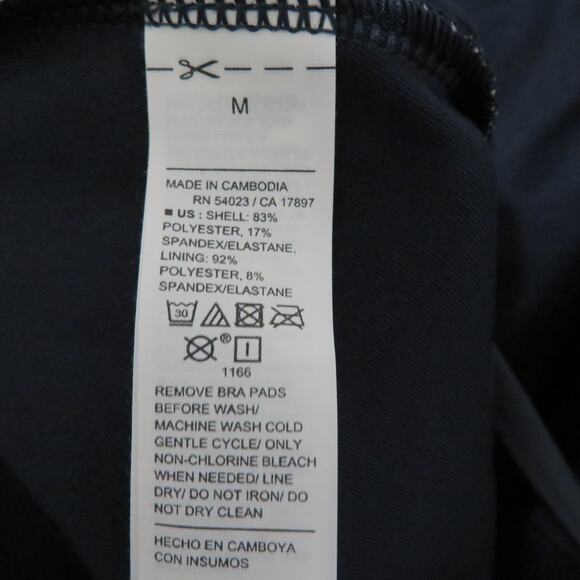 M
MADE IN CAMBODIA
RN 54023 / CA 17897
■ US : SHELL: 83%
POLYESTER, 17%
SPANDEX/ELASTANE.
LINING: 92%
POLYESTER, 8%
SPANDEX/ELASTANE
30
®
1166
REMOVE BRA PADS
BEFORE WASH/
MACHINE WASH COLD
GENTLE CYCLE/ ONLY
NON-CHLORINE BLEACH
WHEN NEEDED/ LINE
DRY/ DO NOT IRON/ DO
NOT DRY CLEAN
HECHO EN CAMBOYA
CON INSUMOS